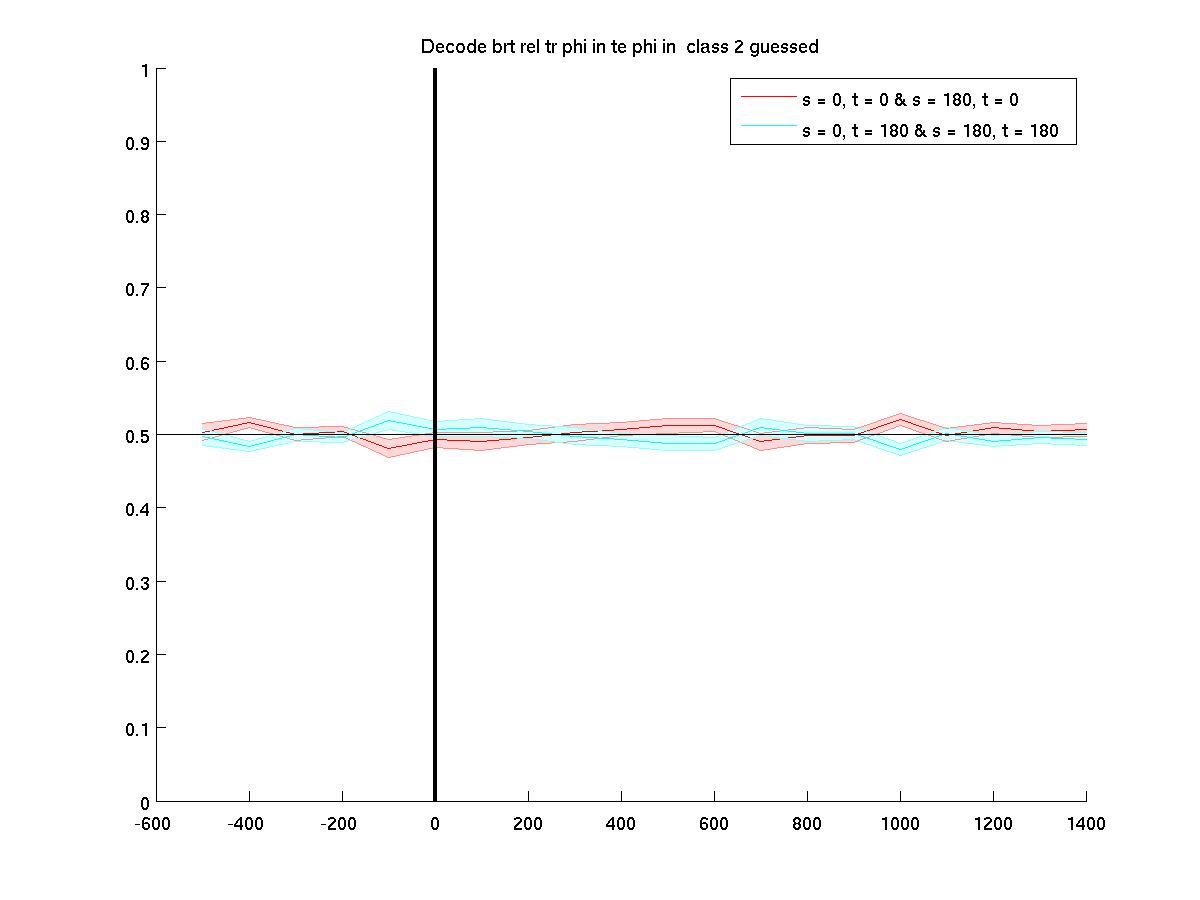 Decode brt rel tr phi in te phi in  class 2 guessed
s = 0, t = 0 & s = 180, t = 0
s = 0, t = 180 & s = 180, t = 180
1
0.9
0.8
0.7
0.6
0.5
0.4
0.3
0.2
0.1
0
-600 -400 -200 0 200 400 600 800 1000 1200 1400